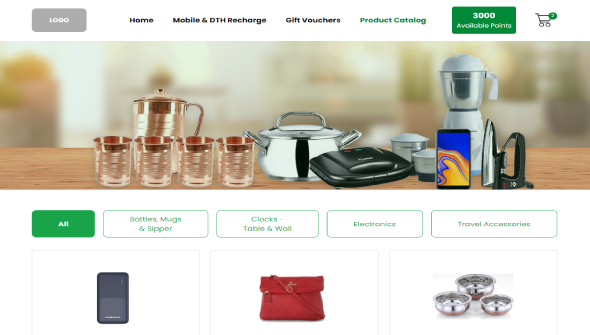 LOGO
Home
Mobile & DTH Recharge
Gift Vouchers
Product Catalog
3000
Available Points
All
Bottles, Mugs
& Sipper
Clocks -
Table & Wall
Electronics
Travel Accessories